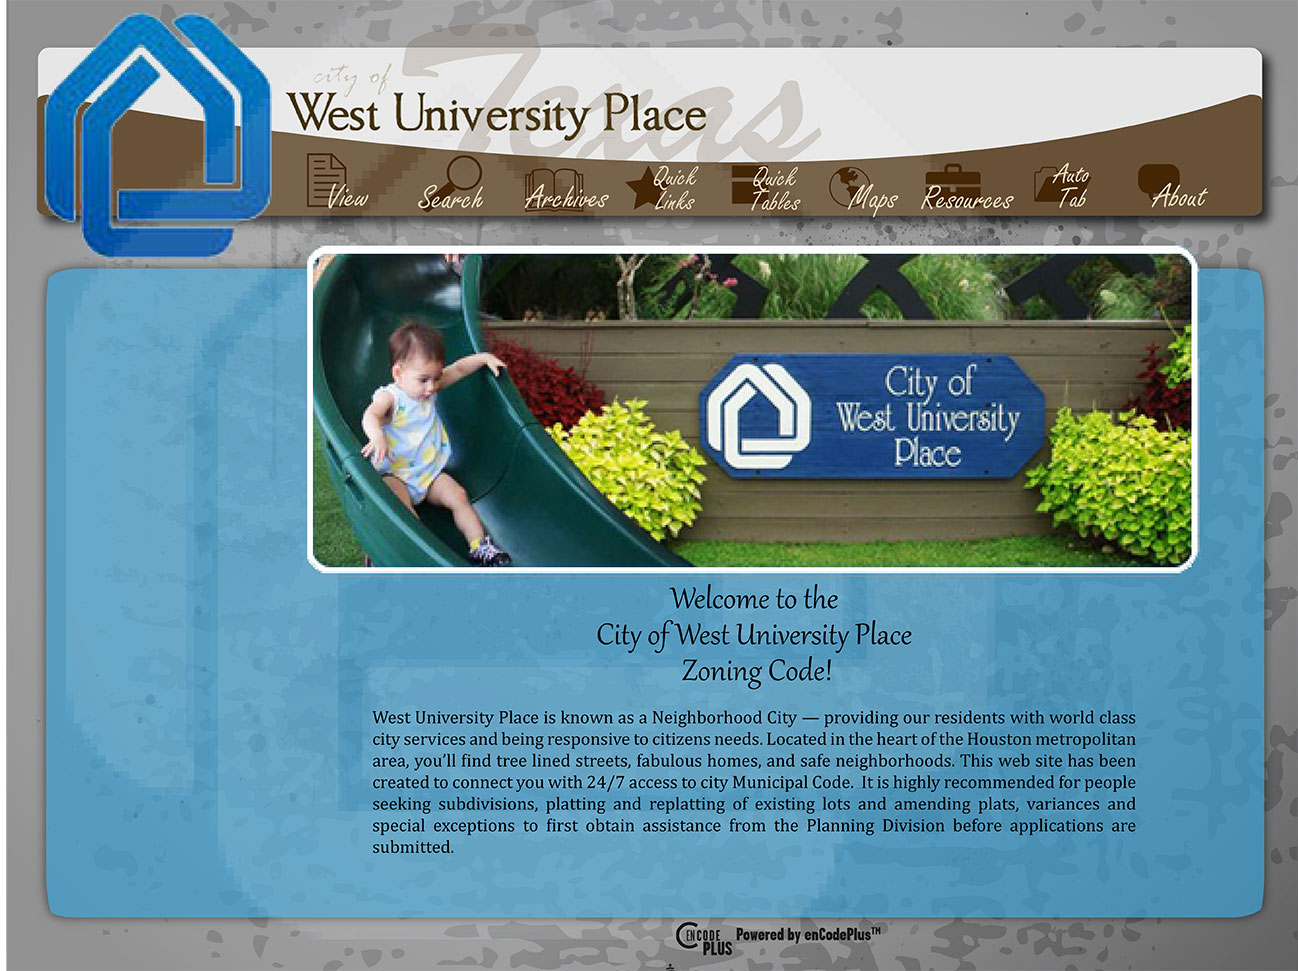 city of
Texas
West University Place
View
Search
Archives
Quick
Links
Quick
Tables
Maps
Resources
Auto
Tab
About
City of
West University
Place
Welcome to the
City of West University Place
Zoning Code!
West University Place is known as a Neighborhood City — providing our residents with world class
city services and being responsive to citizens needs. Located in the heart of the Houston metropolitan
area, you'll find tree lined streets, fabulous homes, and safe neighborhoods. This web site has been
created to connect you with 24/7 access to city Municipal Code. It is highly recommended for people
seeking subdivisions, platting and replatting of existing lots and amending plats, variances and
special exceptions to first obtain assistance from the Planning Division before applications are
submitted.
ENCODE
PLUS
Powered by enCodePlus™